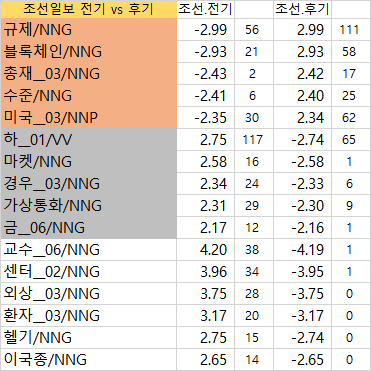 조선일보 전기 vs 후기 조선.전기 조선.후기
규제/NNG -2.99 56 2.99 111
블록체인/NNG -2.93 21 2.93 58
총재__03/NNG -2.43 2 2.42 17
수준/NNG -2.41 6 2.40 25
미국__03/NNP -2.35 30 2.34 62
하__01/VV 2.75 117 -2.74 65
마켓/NNG 2.58 16 -2.58 1
경우__03/NNG 2.34 24 -2.33 6
가상통화/NNG 2.31 29 -2.30 9
금__06/NNG 2.17 12 -2.16 1
교수__06/NNG 4.20 38 -4.19 1
센터__02/NNG 3.96 34 -3.95 1
외상__03/NNG 3.75 28 -3.75 0
환자__03/NNG 3.17 20 -3.17 0
헬기/NNG 2.75 15 -2.74 0
이국종/NNG 2.65 14 -2.65 0